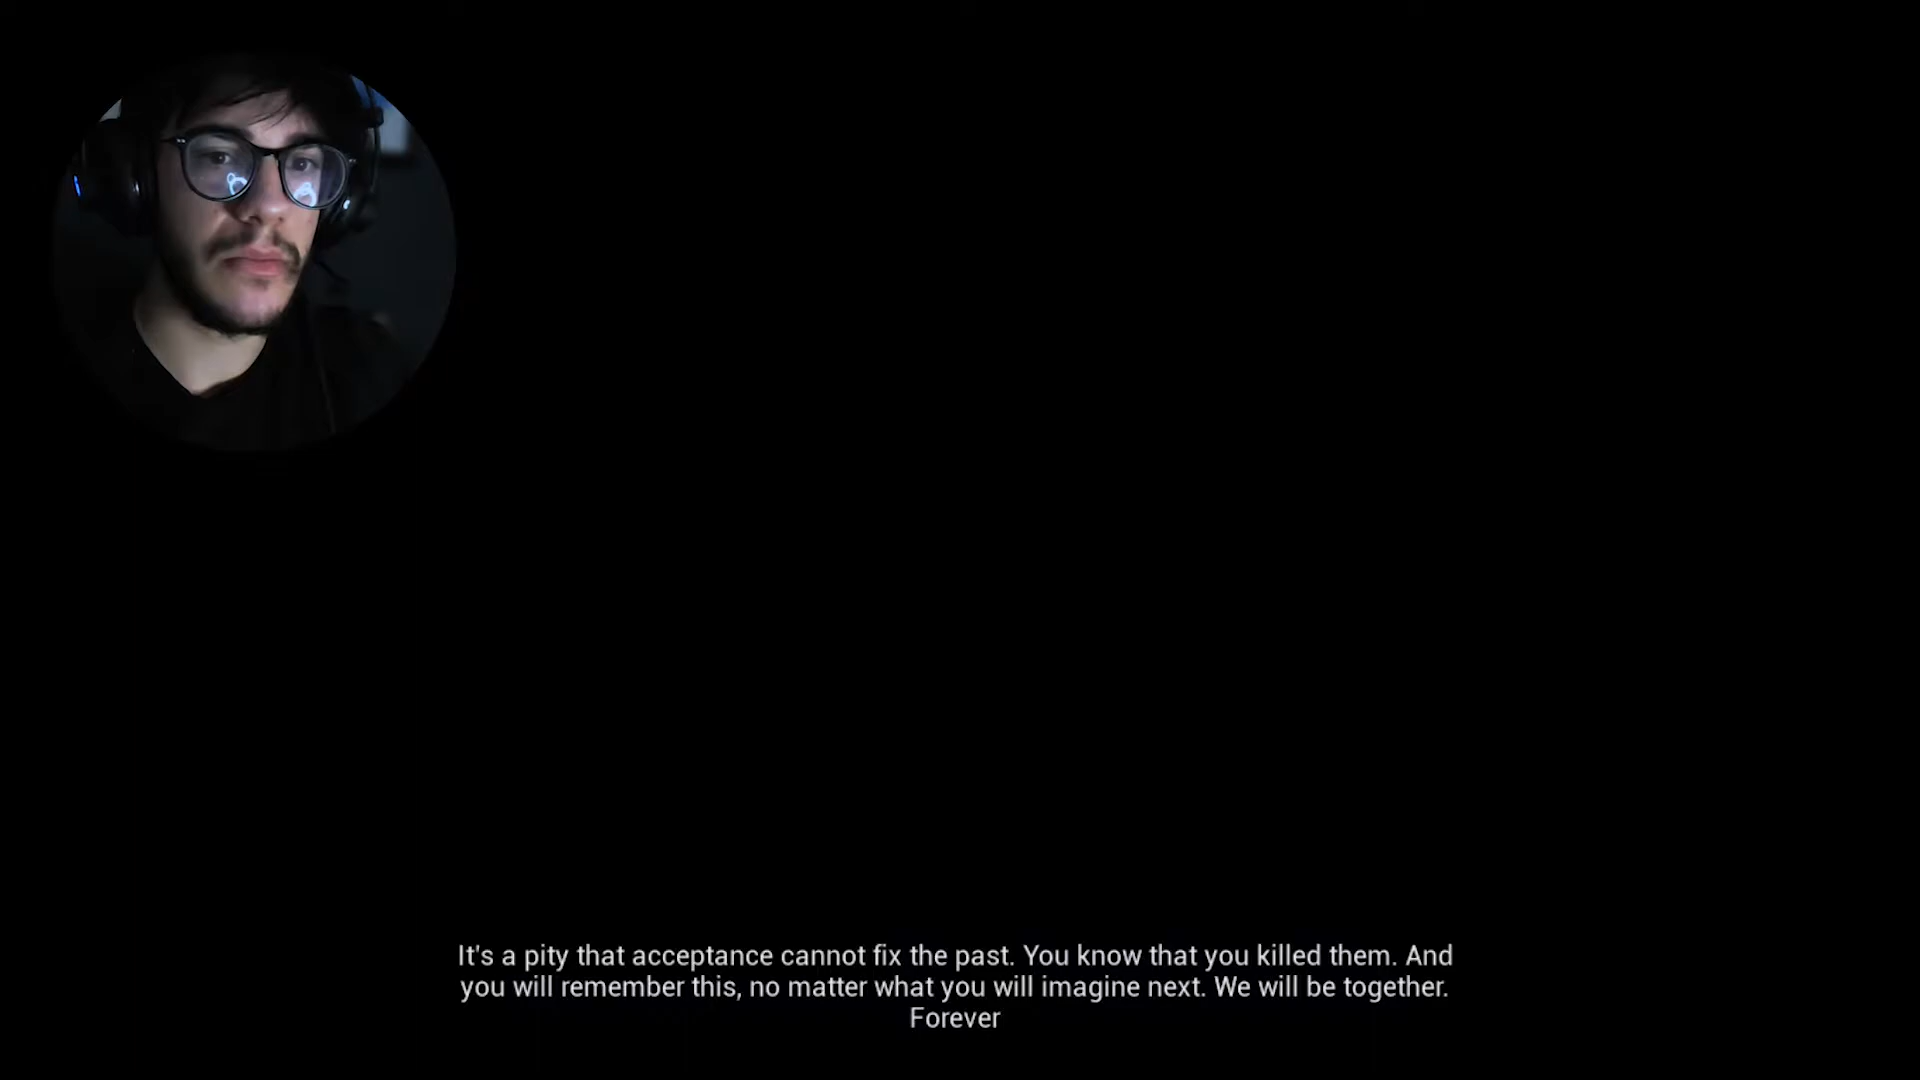 It's a pity that acceptance cannot fix the past. You know that you killed them. And
you will remember this, no matter what you will imagine next. We will be together.
Forever